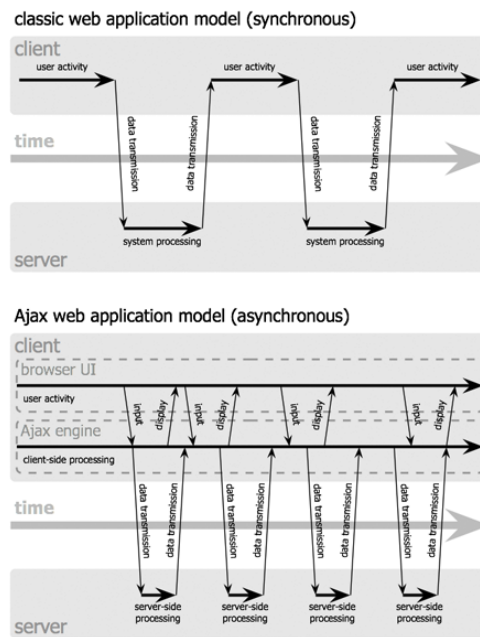 classic web application model (synchronous)
client
user activity
user activity
user activity
data transmission
data transmission
data transmission
data transmission
time
system processing
system processing
server
Ajax web application model (asynchronous)
client
browser UI
user activity
input
display
input
display
input
display
input
display
Ajax engine
client-side processing
data transmission
data transmission
data transmission
data transmission
data transmission
data transmission
data transmission
data transmission
time
server-side
processing
server-side
processing
server-side
processing
server-side
processing
server